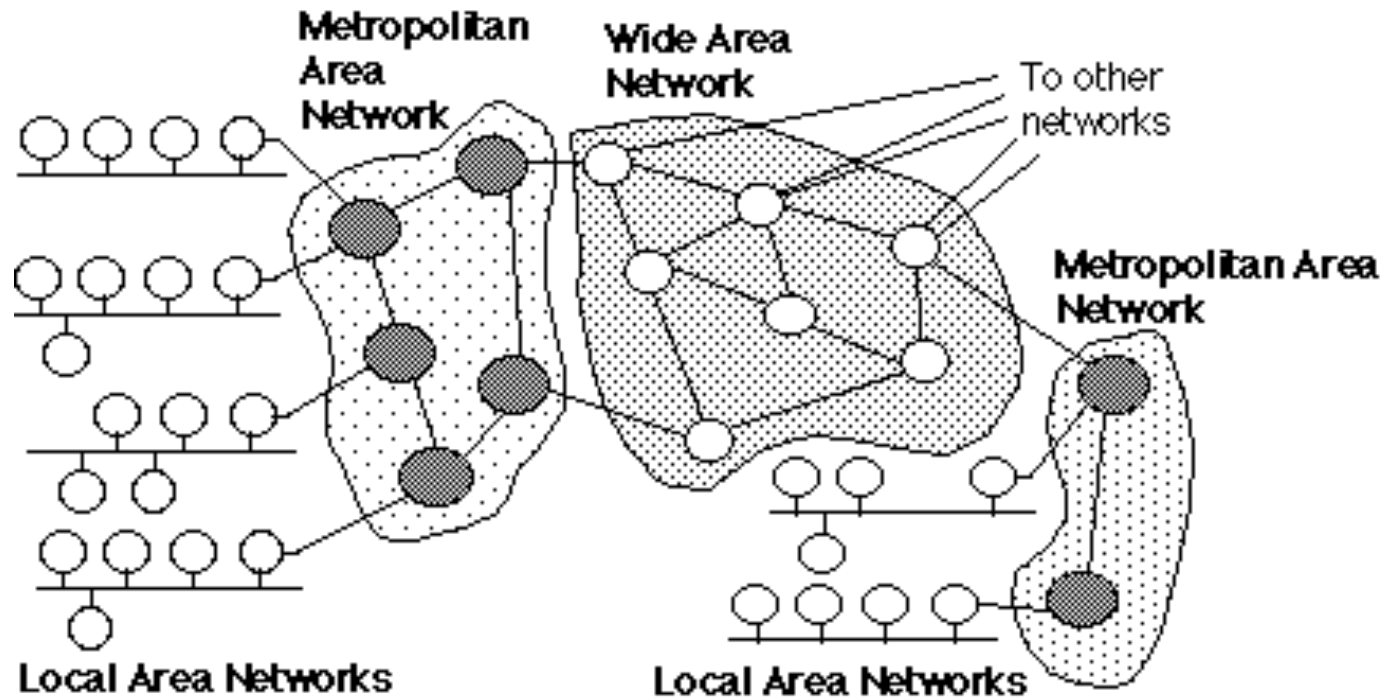 Metropolitan
Area
Network
Wide Area
Network
To other
networks
Metropolitan Area
Network
Local Area Networks
Local Area Networks